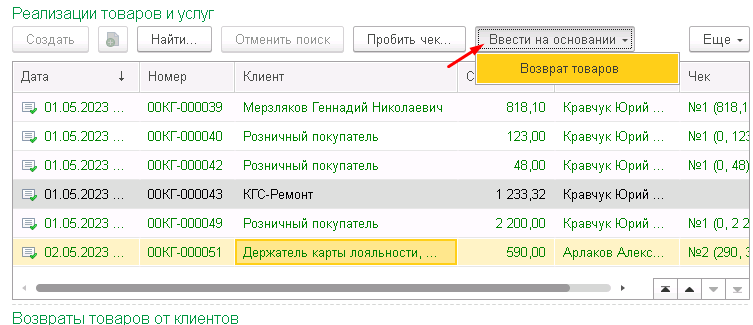 Реализации товаров и услуг
Создать Найти... Отменить поиск Пробить чек... Ввести на основании Еще
Возврат товаров
Дата ↓ Номер Клиент Чек
01.05.2023 ... 00КГ-000039 Мерзляков Геннадий Николаевич 818,10 Кравчук Юрий ... №1 (818,1
01.05.2023 ... 00КГ-000040 Розничный покупатель 123,00 Кравчук Юрий ... №1 (0, 123
01.05.2023 ... 00КГ-000042 Розничный покупатель 48,00 Кравчук Юрий ... №1 (0, 48)
01.05.2023 ... 00КГ-000043 КГС-Ремонт 1 233,32 Кравчук Юрий ...
01.05.2023 ... 00КГ-000049 Розничный покупатель 2 200,00 Кравчук Юрий ... №1 (0, 2 2
02.05.2023 ... 00КГ-000051 Держатель карты лояльности, ... 590,00 Арлаков Алекс... №2 (290, 3
Возвраты товаров от клиентов